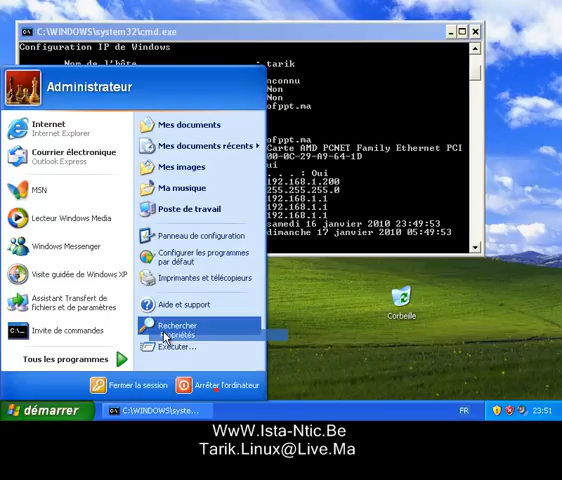 C:\WINDOWS\system32\cmd.exe
Configuration IP de Windows
Nom de l'hôte : tarik
Inconnu
Non
Non
ofppt.ma
ofppt.ma
Carte AMD PCNET Family Ethernet PCI
00-0C-29-A9-64-1D
. . . : Oui
192.168.1.200
255.255.255.0
192.168.1.1
192.168.1.1
192.168.1.1
samedi 16 janvier 2010 23:49:53
dimanche 17 janvier 2010 05:49:53
Administrateur
Internet
Internet Explorer
Courrier électronique
Outlook Express
MSN
Lecteur Windows Media
Windows Messenger
Visite guidée de Windows XP
Assistant Transfert de
fichiers et de paramètres
Invite de commandes
Tous les programmes
Mes documents
Mes documents récents
Mes images
Ma musique
Poste de travail
Panneau de configuration
Configurer les programmes
par défaut
Imprimantes et télécopieurs
Aide et support
Rechercher
Propriétés
Exécuter...
Fermer la session
Arrêter l'ordinateur
Corbeille
démarrer
C:\WINDOWS\syste...
FR
23:51
WwW.Ista-Ntic.Be
Tarik.Linux@Live.Ma